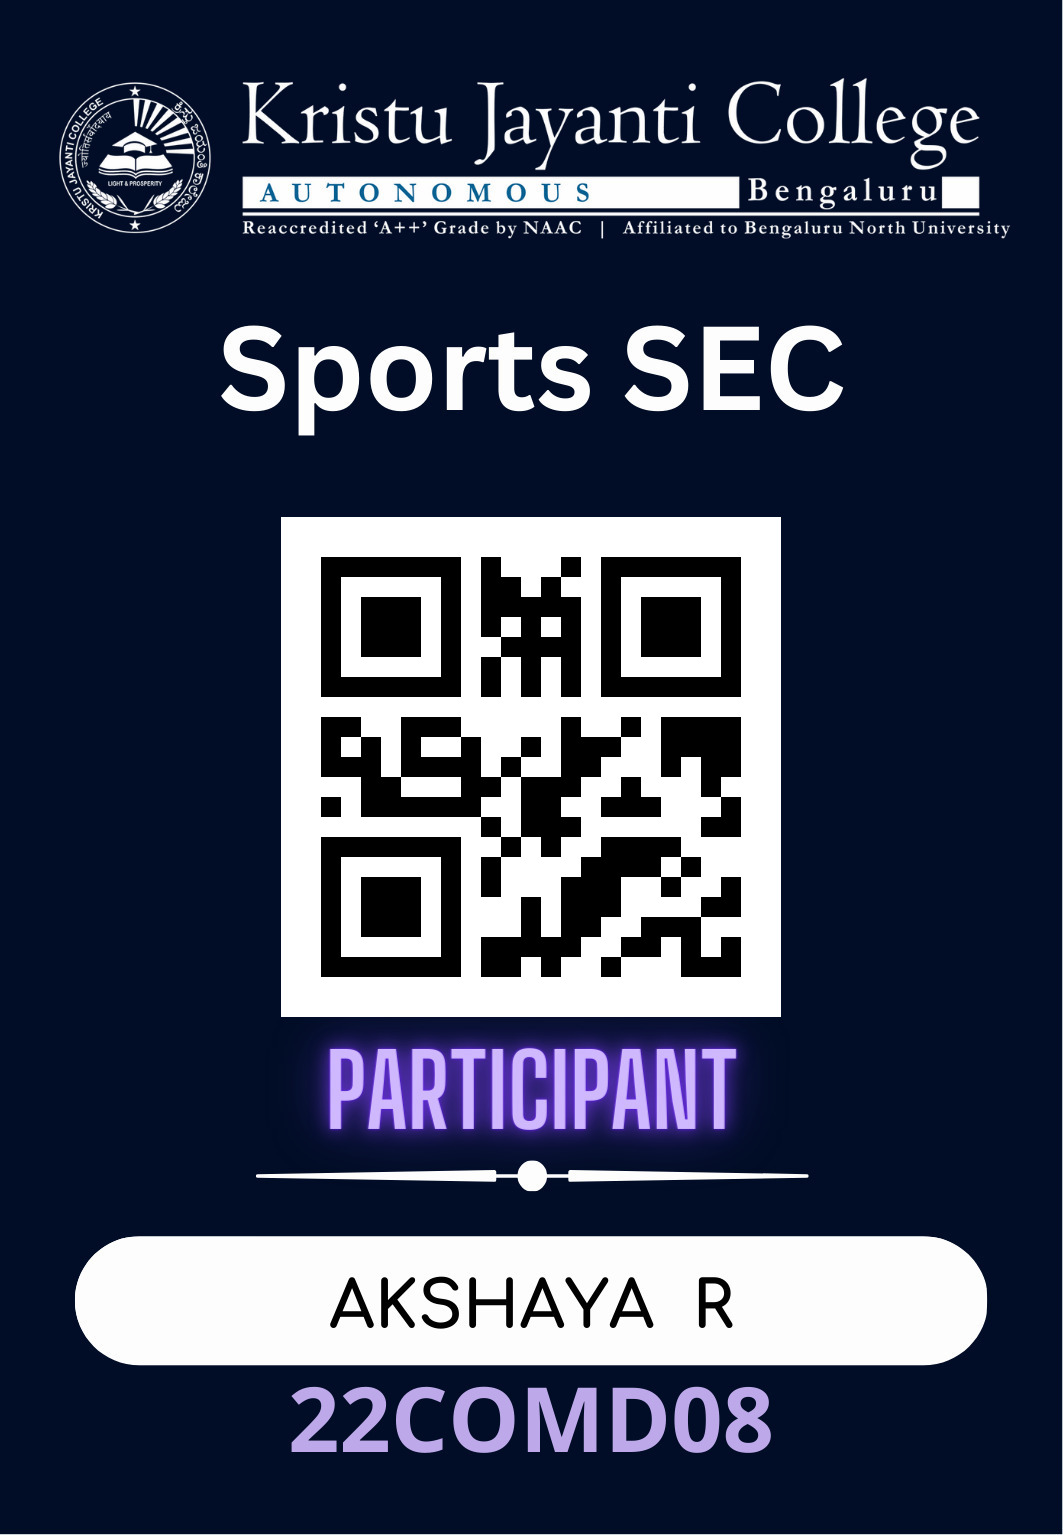 KRISTU JAYANTI COLLEGE
LIGHT & PROSPERITY
Kristu Jayanti College
AUTONOMOUS Bengaluru
Reaccredited ‘A++’ Grade by NAAC | Affiliated to Bengaluru North University
Sports SEC
PARTICIPANT
AKSHAYA R
22COMD08